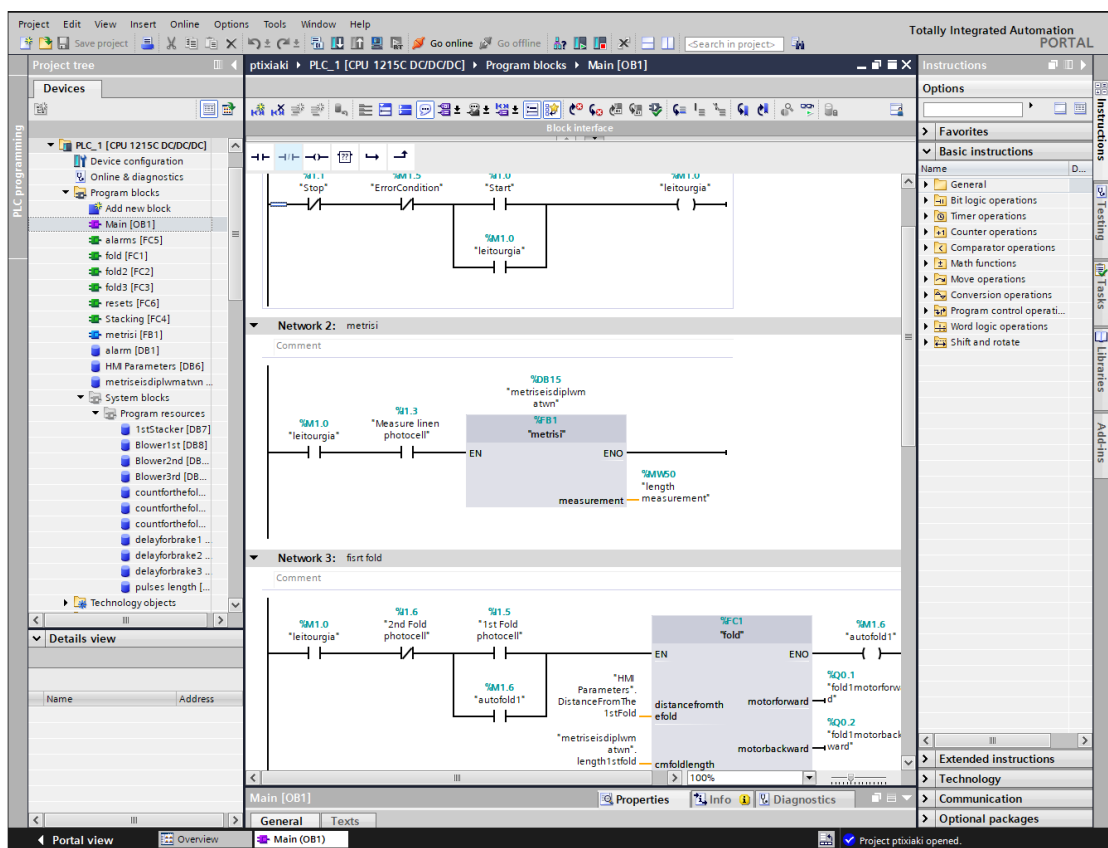 Project Edit View Insert Online Options Tools Window Help
Totally Integrated Automation
PORTAL
Save project
Go online
Go offline
<Search in project>
Project tree
Devices
PLC programming
PLC_1 [CPU 1215C DC/DC/DC]
Device configuration
Online & diagnostics
Program blocks
Add new block
Main [OB1]
alarms [FC5]
fold [FC1]
fold2 [FC2]
fold3 [FC3]
resets [FC6]
Stacking [FC4]
metrisi [FB1]
alarm [DB1]
HMI Parameters [DB6]
metriseisdiplwmatwn ...
System blocks
Program resources
1stStacker [DB7]
Blower1st [DB8]
Blower2nd [DB...
Blower3rd [DB...
countforthefol...
countforthefol...
countforthefol...
delayforbrake1 ...
delayforbrake2 ...
delayforbrake3 ...
pulses length [...
Technology objects
Details view
Name Address
ptixiaki PLC_1 [CPU 1215C DC/DC/DC] Program blocks Main [OB1]
Block interface
%I1.1 %M1.5 %I1.0 %M1.0
"Stop" "ErrorCondition" "Start" "leitourgia"
%M1.0
"leitourgia"
Network 2: metrisi
Comment
%DB15
"metriseisdiplwm
atwn"
%M1.0
"leitourgia"
%I1.3
"Measure linen
photocell"
%FB1
"metrisi"
EN ENO
%MW50
"length
measurement"
measurement
Network 3: fisrt fold
Comment
%M1.0
"leitourgia"
%I1.6
"2nd Fold
photocell"
%I1.5
"1st Fold
photocell"
%M1.6
"autofold1"
%FC1
"fold"
EN ENO
%M1.6
"autofold1"
"HMI
Parameters".
DistanceFromThe
1stFold
distancefromth
efold
motorforward
%Q0.1
"fold1motorforwar
d"
"metriseisdiplwm
atwn".
length1stfold
cmfoldlength
motorbackward
%Q0.2
"fold1motorback
ward"
100%
Main [OB1]
Properties Info Diagnostics
General Texts
Instructions
Options
Favorites
Basic instructions
Name D...
General
Bit logic operations
Timer operations
Counter operations
Comparator operations
Math functions
Move operations
Conversion operations
Program control operati...
Word logic operations
Shift and rotate
Extended instructions
Technology
Communication
Optional packages
Instructions
Testing
Tasks
Libraries
Add-ins
Portal view
Overview
Main (OB1)
Project ptixiaki opened.